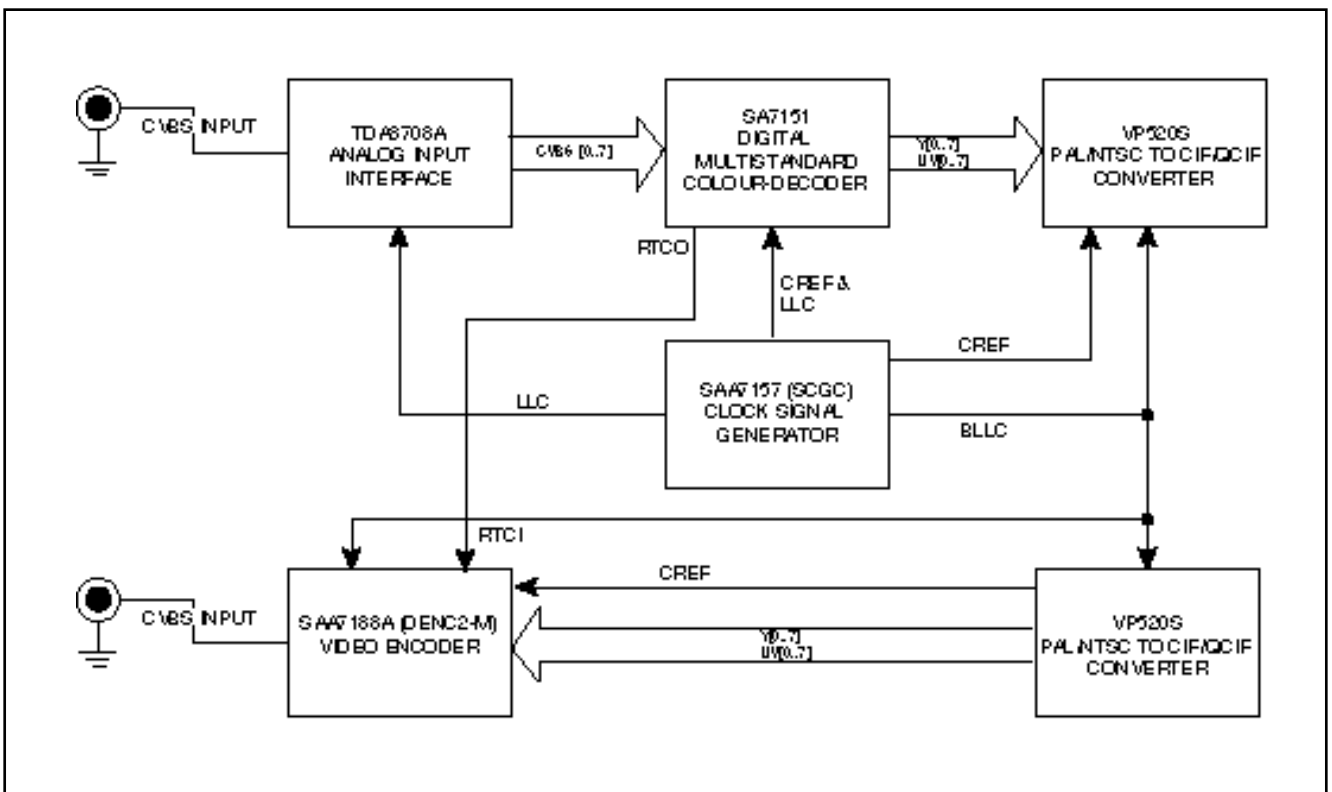 CVBS INPUT
TDA8708A
ANALOG INPUT
INTERFACE
CVBS [0..7]
SA7151
DIGITAL
MULTISTANDARD
COLOUR-DECODER
Y[0..7]
UV[0..7]
VP520S
PAL/NTSC TO CIF/QCIF
CONVERTER
RTCO
CREF &
LLC
CREF
LLC
SAA7157 (SCGC)
CLOCK SIGNAL
GENERATOR
BLLC
RTCI
CVBS INPUT
SAA7188A (DENC2-M)
VIDEO ENCODER
CREF
Y[0..7]
UV[0..7]
VP520S
PAL/NTSC TO CIF/QCIF
CONVERTER